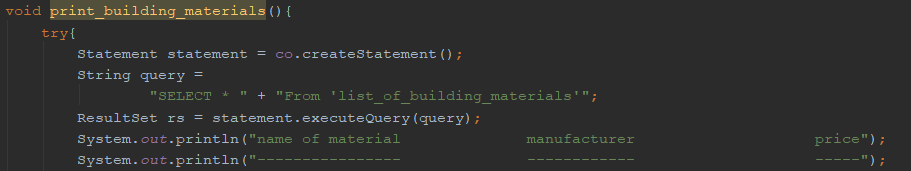 void print_building_materials(){
    try{
        Statement statement = co.createStatement();
        String query =
                "SELECT * " + "From 'list_of_building_materials'";
        ResultSet rs = statement.executeQuery(query);
        System.out.println("name of material              manufacturer                    price");
        System.out.println("----------------              ------------                    -----");